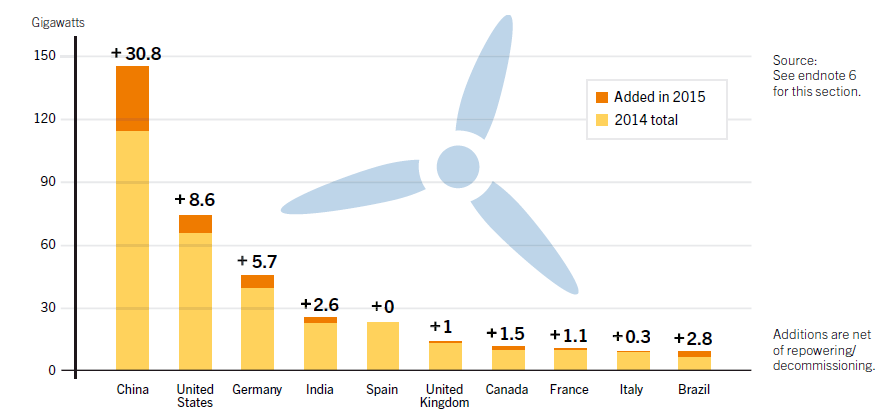 Gigawatts
150
120
90
60
30
0
+ 30.8
+ 8.6
+ 5.7
+2.6
+0
+1
+1.5
+1.1
+0.3
+2.8
China
United
States
Germany
India
Spain
United
Kingdom
Canada
France
Italy
Brazil
Added in 2015
2014 total
Source:
See endnote 6
for this section.
Additions are net
of repowering/
decommissioning.